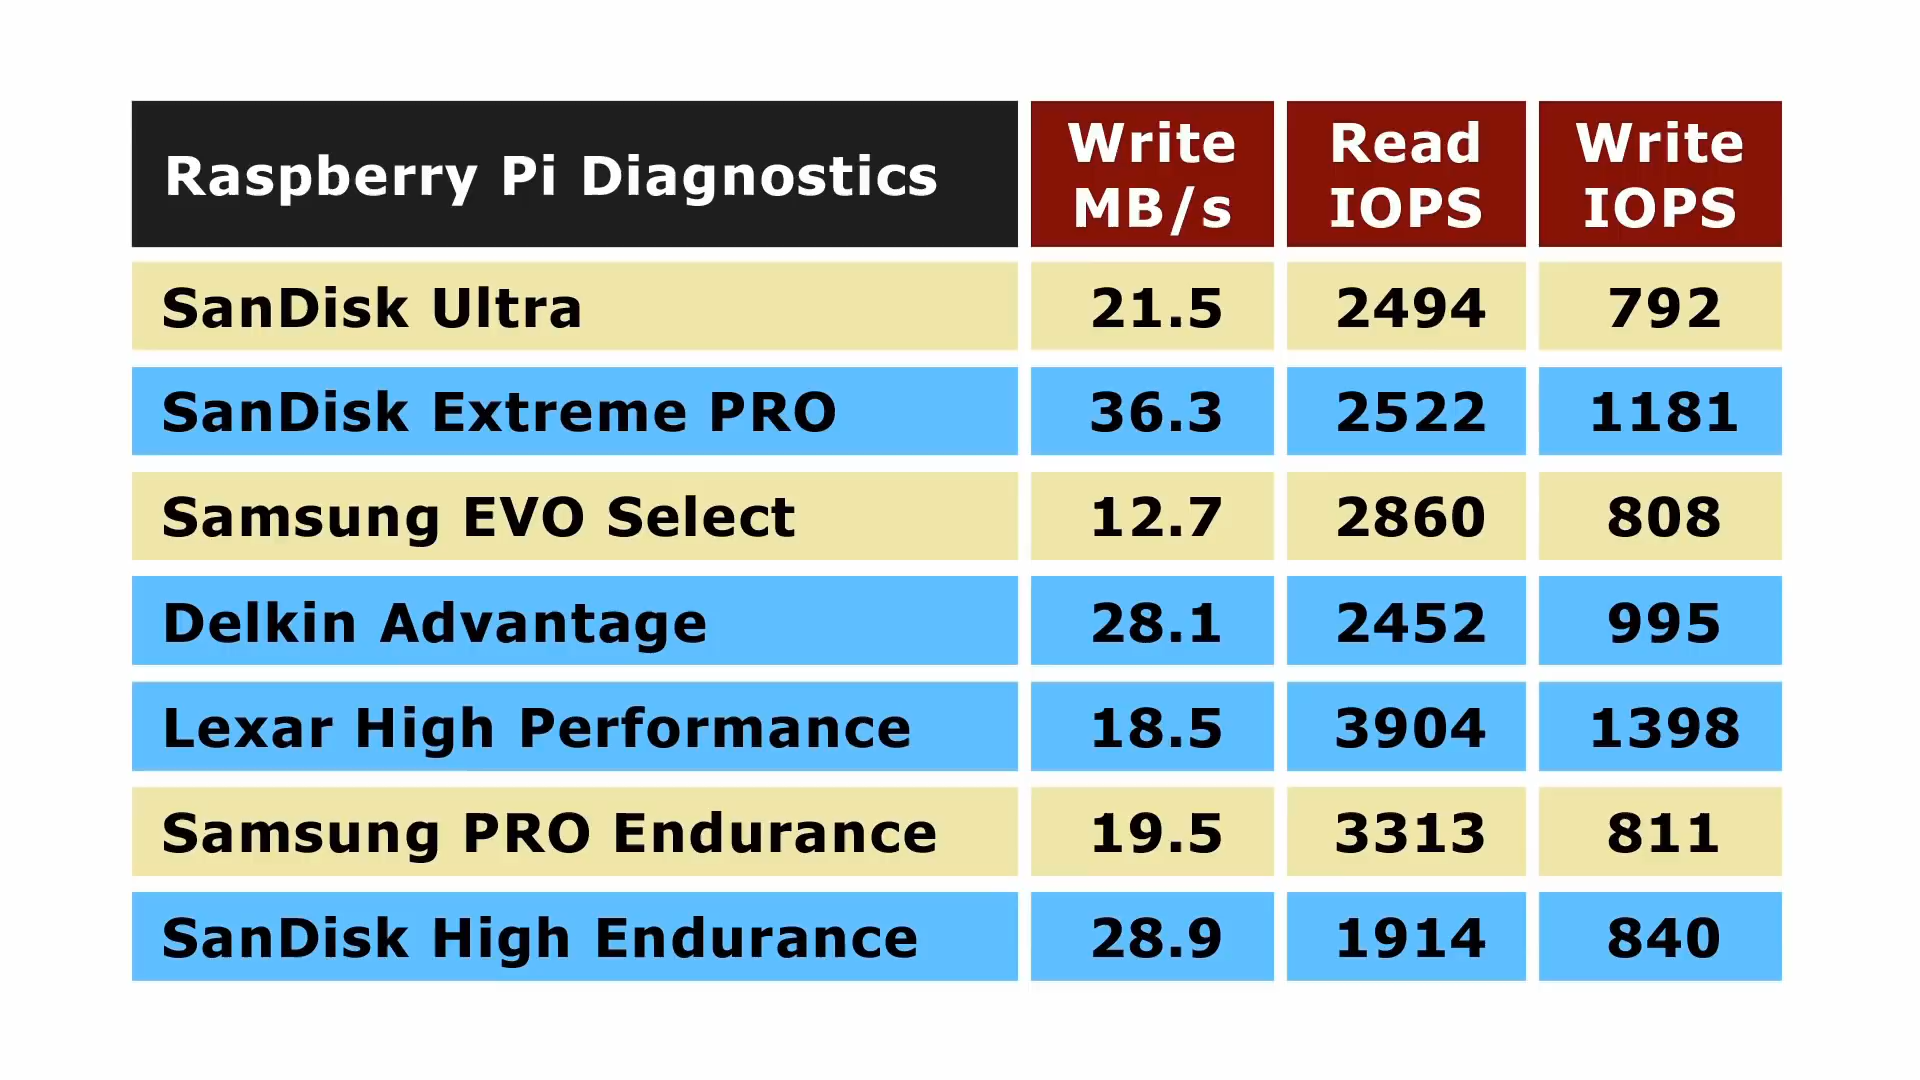 Raspberry Pi Diagnostics Write MB/s Read IOPS Write IOPS
SanDisk Ultra 21.5 2494 792
SanDisk Extreme PRO 36.3 2522 1181
Samsung EVO Select 12.7 2860 808
Delkin Advantage 28.1 2452 995
Lexar High Performance 18.5 3904 1398
Samsung PRO Endurance 19.5 3313 811
SanDisk High Endurance 28.9 1914 840